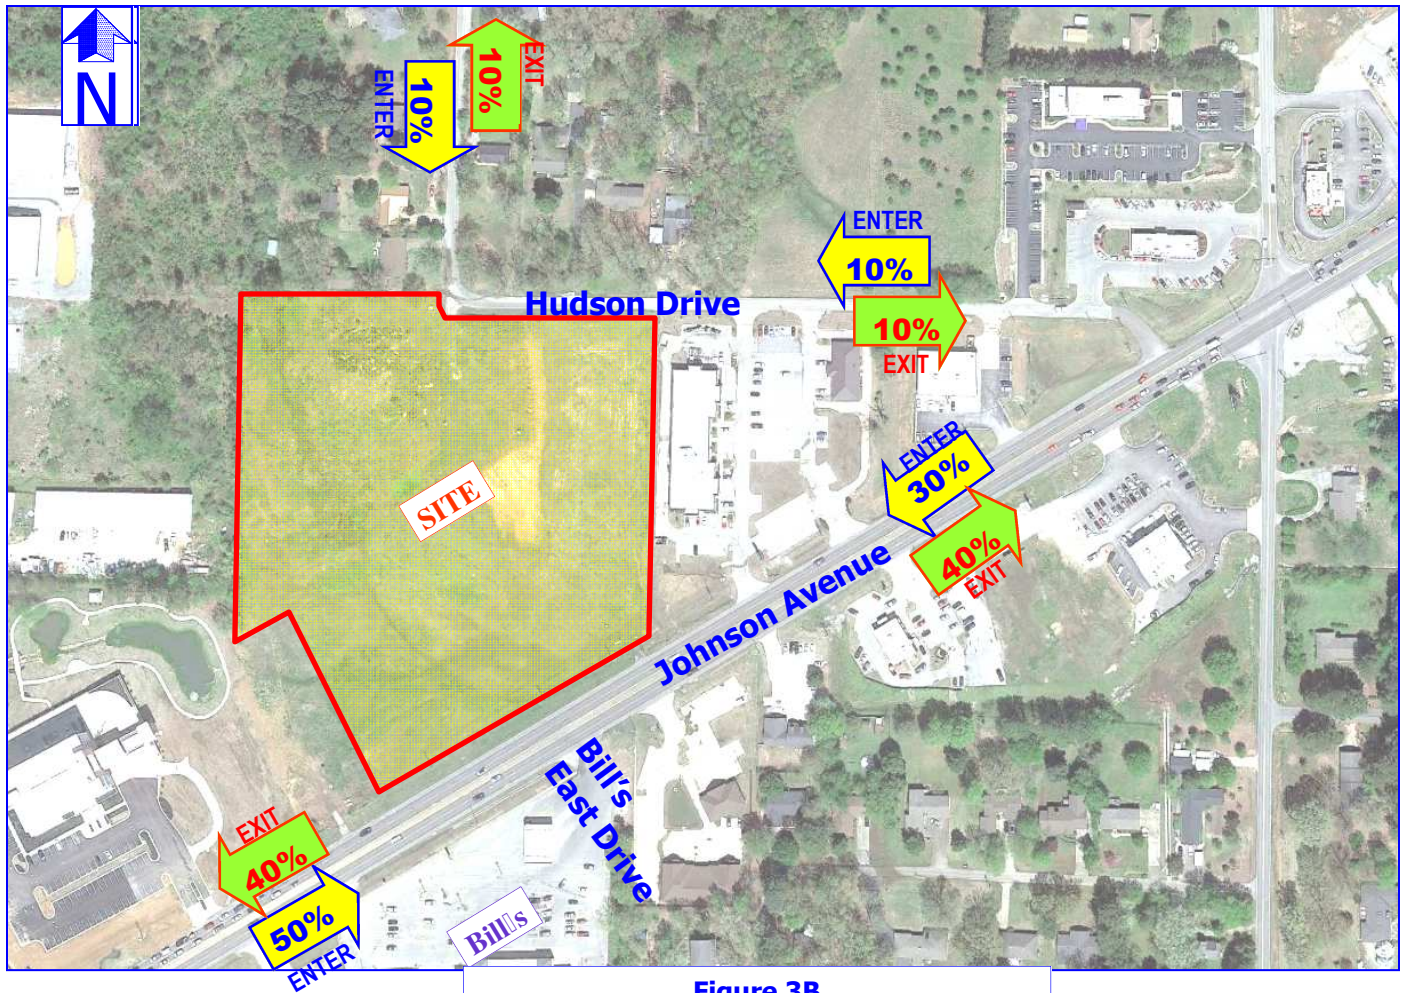 N
10%
ENTER
10%
EXIT
ENTER
10%
10%
EXIT
Hudson Drive
SITE
ENTER
30%
40%
EXIT
Johnson Avenue
Bill's
East Drive
EXIT
40%
50%
ENTER
Bill▯s
Figure 3B